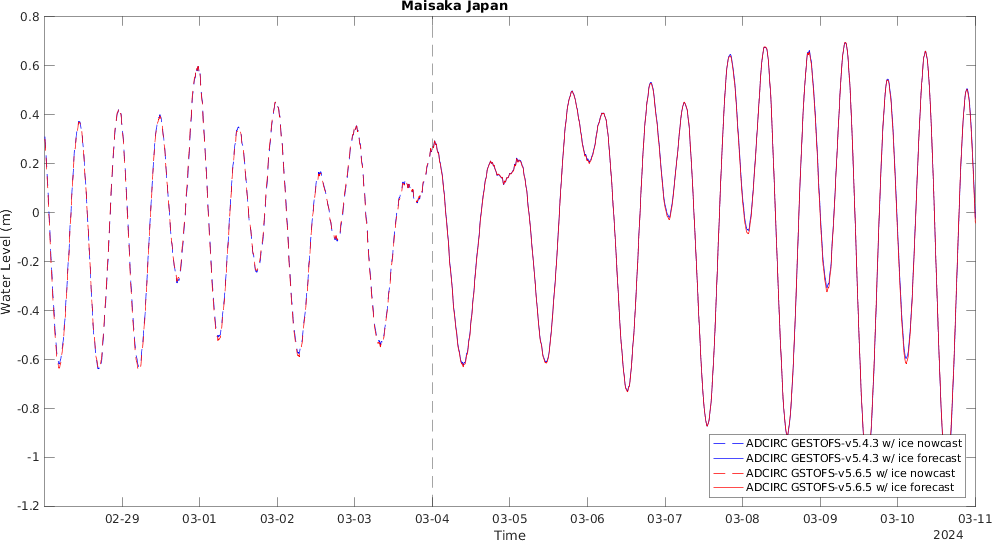 Maisaka Japan
0.8
0.6
0.4
0.2
0
-0.2
-0.4
-0.6
-0.8
-1
-1.2
Water Level (m)
ADCIRC GESTOFS-v5.4.3 w/ ice nowcast
ADCIRC GESTOFS-v5.4.3 w/ ice forecast
ADCIRC GSTOFS-v5.6.5 w/ ice nowcast
ADCIRC GSTOFS-v5.6.5 w/ ice forecast
02-29 03-01 03-02 03-03 03-04 03-05 03-06 03-07 03-08 03-09 03-10 03-11
Time
2024